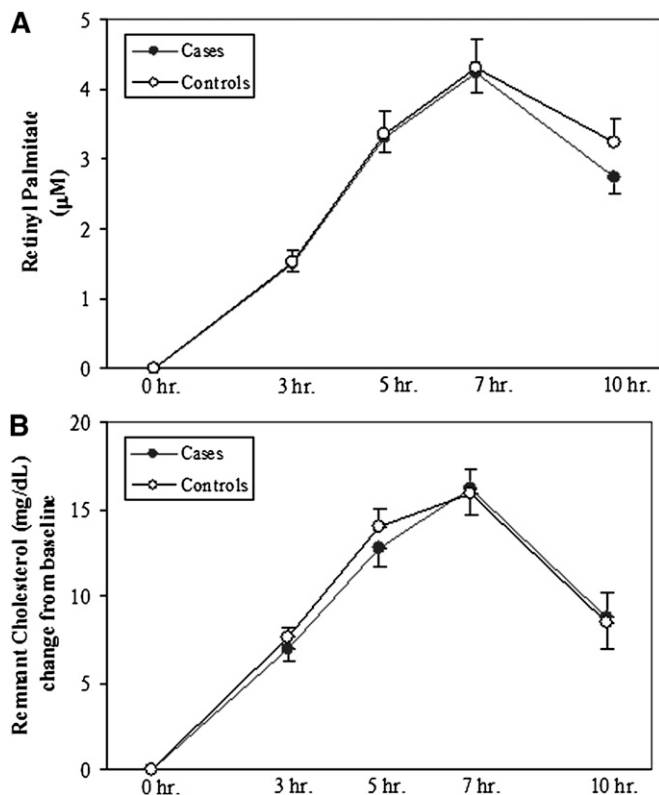 A
Cases
Controls
Retinyl Palmitate
(μM)
5
4
3
2
1
0
0 hr.
3 hr.
5 hr.
7 hr.
10 hr.
B
Cases
Controls
Remnant Cholesterol (mg/dL)
change from baseline
20
15
10
5
0
0 hr.
3 hr.
5 hr.
7 hr.
10 hr.